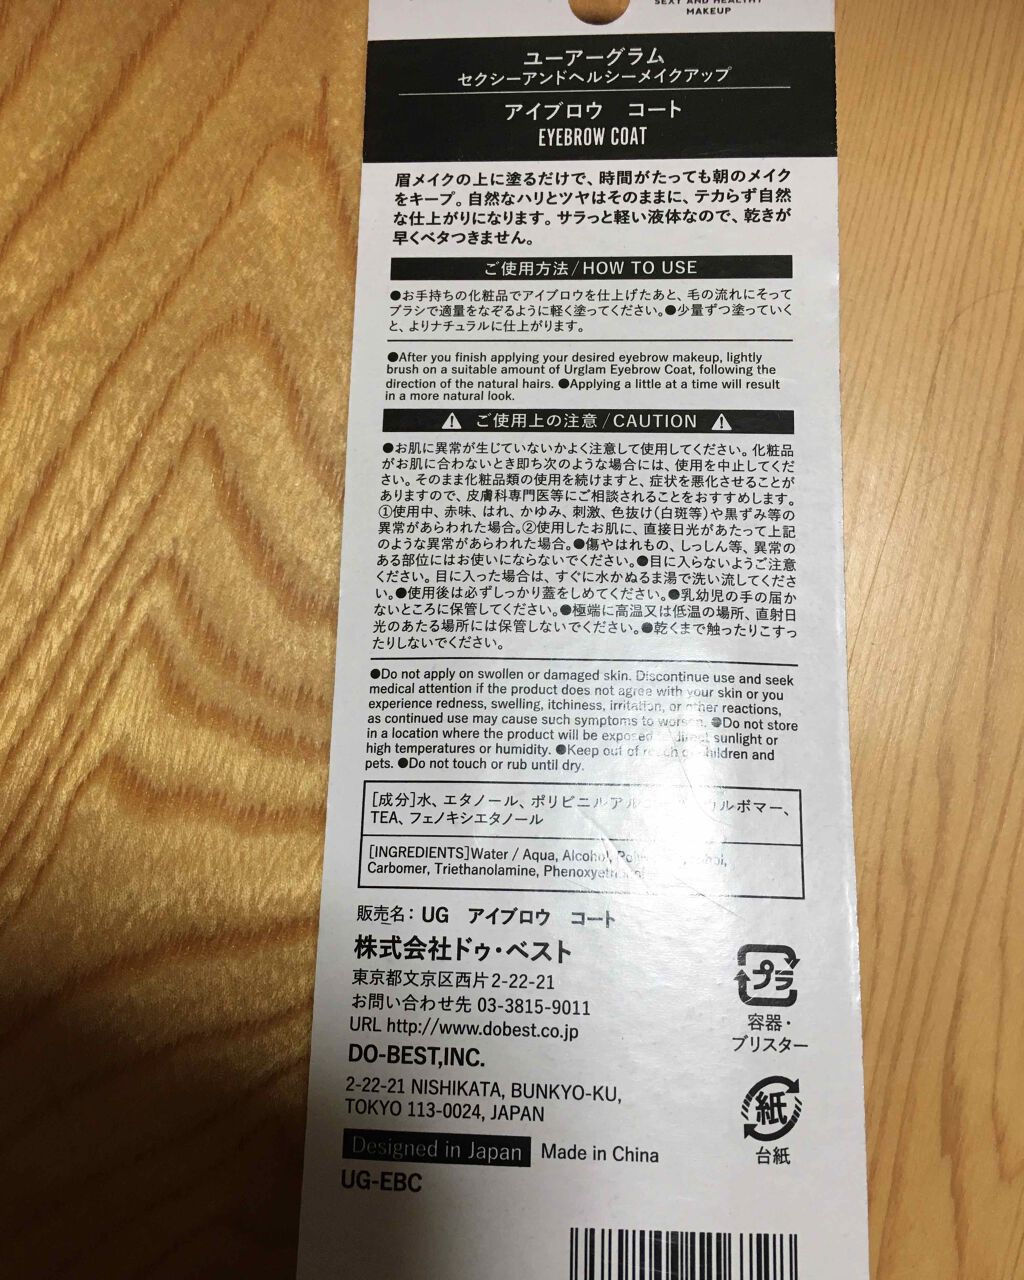 SEXY AND HEALTHY
MAKEUP
ユーアーグラム
セクシーアンドヘルシーメイクアップ
アイブロウ コート
EYEBROW COAT
眉メイクの上に塗るだけで、時間がたっても朝のメイク
をキープ。自然なハリとツヤはそのままに、テカらず自然
な仕上がりになります。サラっと軽い液体なので、乾きが
早くベタつきません。
ご使用方法/HOW TO USE
●お手持ちの化粧品でアイブロウを仕上げたあと、毛の流れにそって
ブラシで適量をなぞるように軽く塗ってください。●少量ずつ塗っていく
と、よりナチュラルに仕上がります。
●After you finish applying your desired eyebrow makeup, lightly
brush on a suitable amount of Urglam Eyebrow Coat, following the
direction of the natural hairs. ●Applying a little at a time will result
in a more natural look.
ご使用上の注意/CAUTION
●お肌に異常が生じていないかよく注意して使用してください。化粧品
がお肌に合わないとき即ち次のような場合には、使用を中止してくだ
さい。そのまま化粧品類の使用を続けますと、症状を悪化させることが
ありますので、皮膚科専門医等にご相談されることをおすすめします。
①使用中、赤味、はれ、かゆみ、刺激、色抜け(白斑等)や黒ずみ等の
異常があらわれた場合。②使用したお肌に、直接日光があたって上記
のような異常があらわれた場合。●傷やはれもの、しっしん等、異常の
ある部位にはお使いにならないでください。●目に入らないようご注意
ください。目に入った場合は、すぐに水かぬるま湯で洗い流してくださ
い。●使用後は必ずしっかり蓋をしめてください。●乳幼児の手の届か
ないところに保管してください。●極端に高温又は低温の場所、直射日
光のあたる場所には保管しないでください。●乾くまで触ったりこすっ
たりしないでください。
●Do not apply on swollen or damaged skin. Discontinue use and seek
medical attention if the product does not agree with your skin or you
experience redness, swelling, itchiness, irritation, or other reactions,
as continued use may cause such symptoms to worsen. ●Do not store
in a location where the product will be exposed to direct sunlight or
high temperatures or humidity. ●Keep out of reach of children and
pets. ●Do not touch or rub until dry.
[成分]水、エタノール、ポリビニルアルコール、カルボマー、
TEA、フェノキシエタノール
[INGREDIENTS]Water / Aqua, Alcohol,
Carbomer, Triethanolamine, Phenoxyethanol
販売名：UG アイブロウ コート
株式会社ドゥ・ベスト
東京都文京区西片2-22-21
お問い合わせ先 03-3815-9011
URL http://www.dobest.co.jp
DO-BEST,INC.
2-22-21 NISHIKATA, BUNKYO-KU,
TOKYO 113-0024, JAPAN
Designed in Japan Made in China
UG-EBC
プラ
容器・
ブリスター
紙
台紙